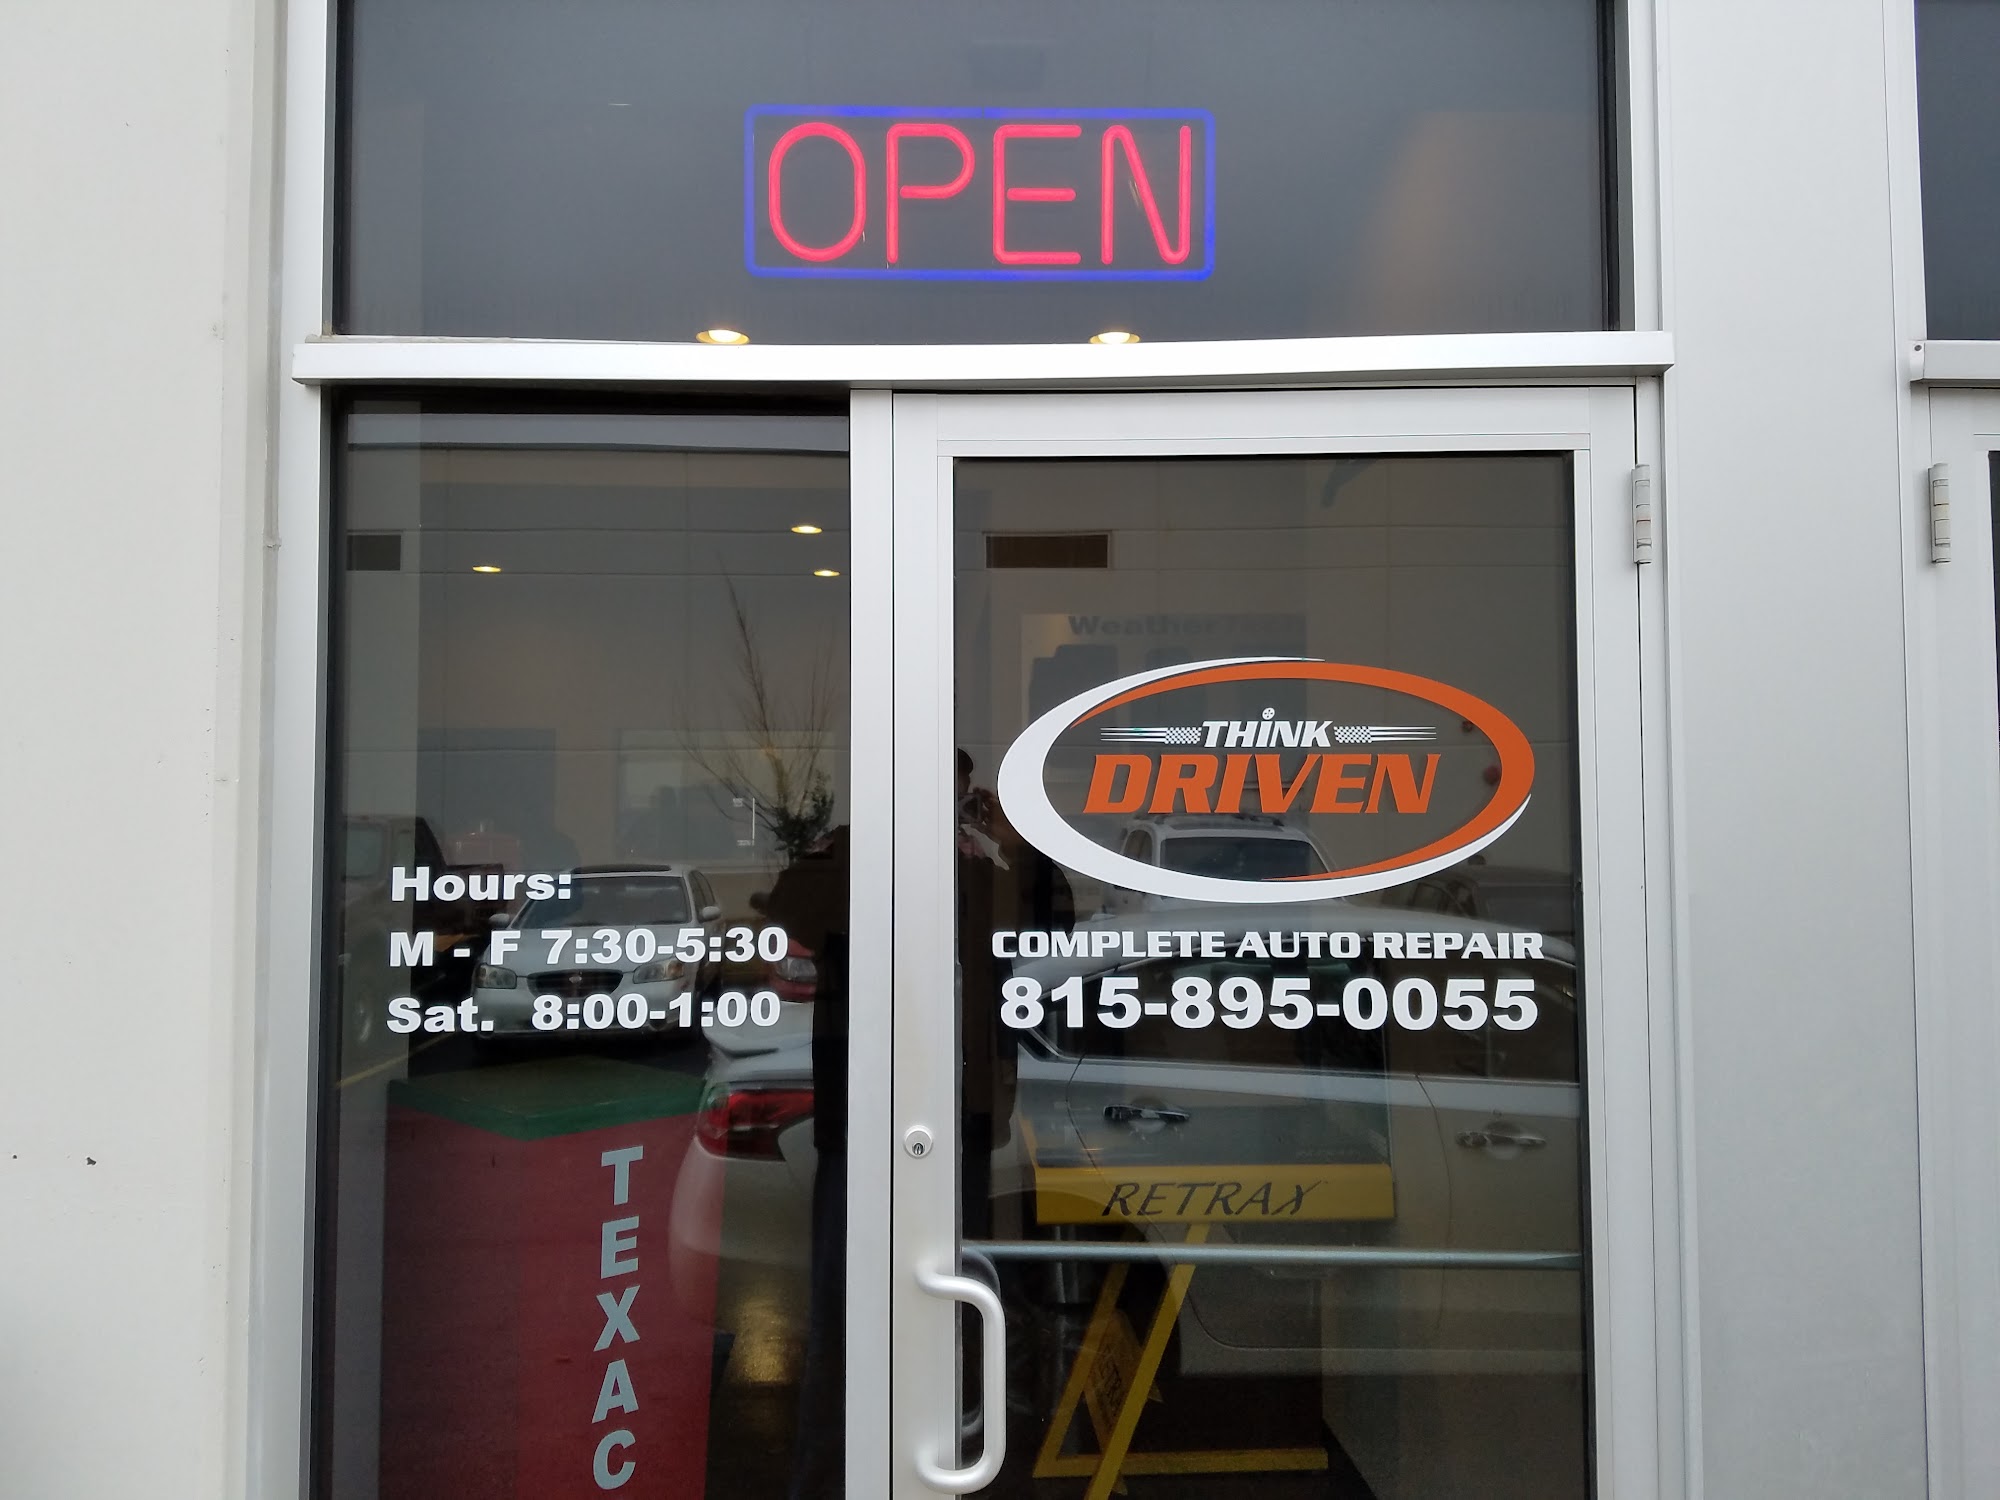 OPEN
WeatherTech
THINK
DRIVEN
Hours:
M - F 7:30-5:30
Sat. 8:00-1:00
COMPLETE AUTO REPAIR
815-895-0055
TEXAC
RETRAX